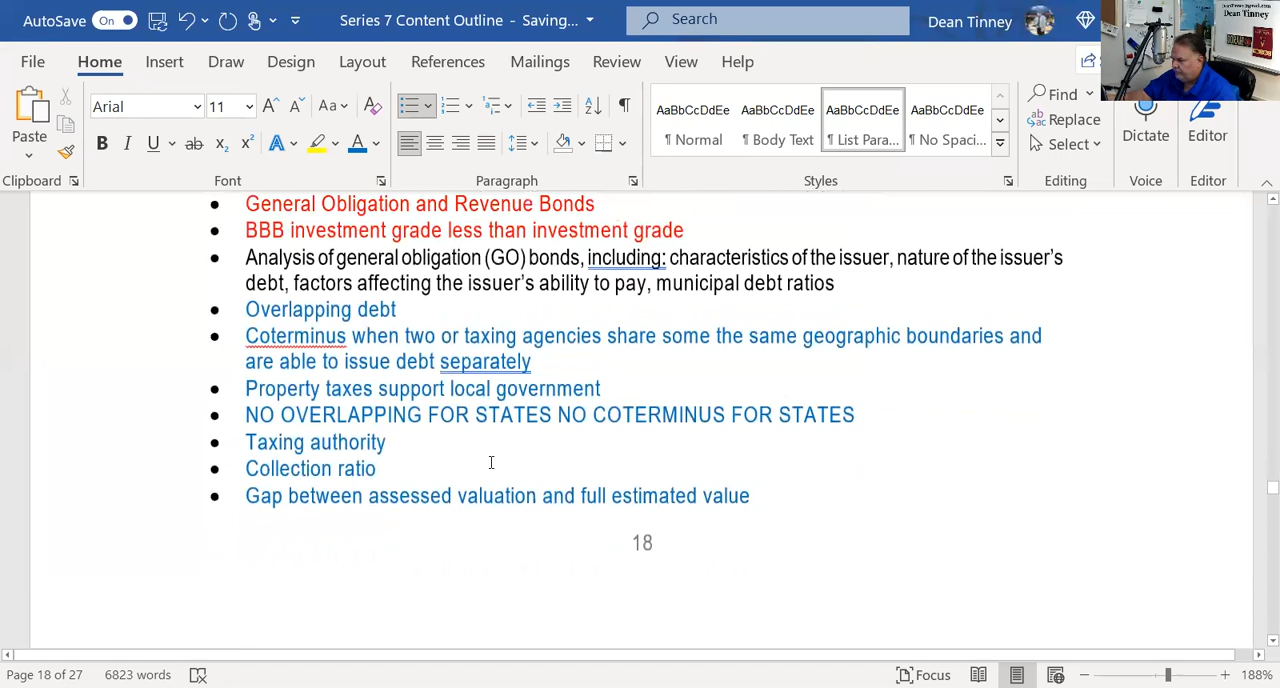 AutoSave On Series 7 Content Outline - Saving... Search Dean Tinney
Dean Tinney
File Home Insert Draw Design Layout References Mailings Review View Help
Paste
Arial 11 Aa
B I U ab x2 x2 A A
AaBbCcDdEe AaBbCcDdEe AaBbCcDdEe AaBbCcDdEe
¶ Normal ¶ Body Text ¶ List Para... ¶ No Spaci...
Find
Replace
Select
Dictate
Editor
Clipboard Font Paragraph Styles Editing Voice Editor
General Obligation and Revenue Bonds
BBB investment grade less than investment grade
Analysis of general obligation (GO) bonds, including: characteristics of the issuer, nature of the issuer's
debt, factors affecting the issuer's ability to pay, municipal debt ratios
Overlapping debt
Coterminus when two or taxing agencies share some the same geographic boundaries and
are able to issue debt separately
Property taxes support local government
NO OVERLAPPING FOR STATES NO COTERMINUS FOR STATES
Taxing authority
Collection ratio
Gap between assessed valuation and full estimated value
18
Page 18 of 27 6823 words Focus 188%